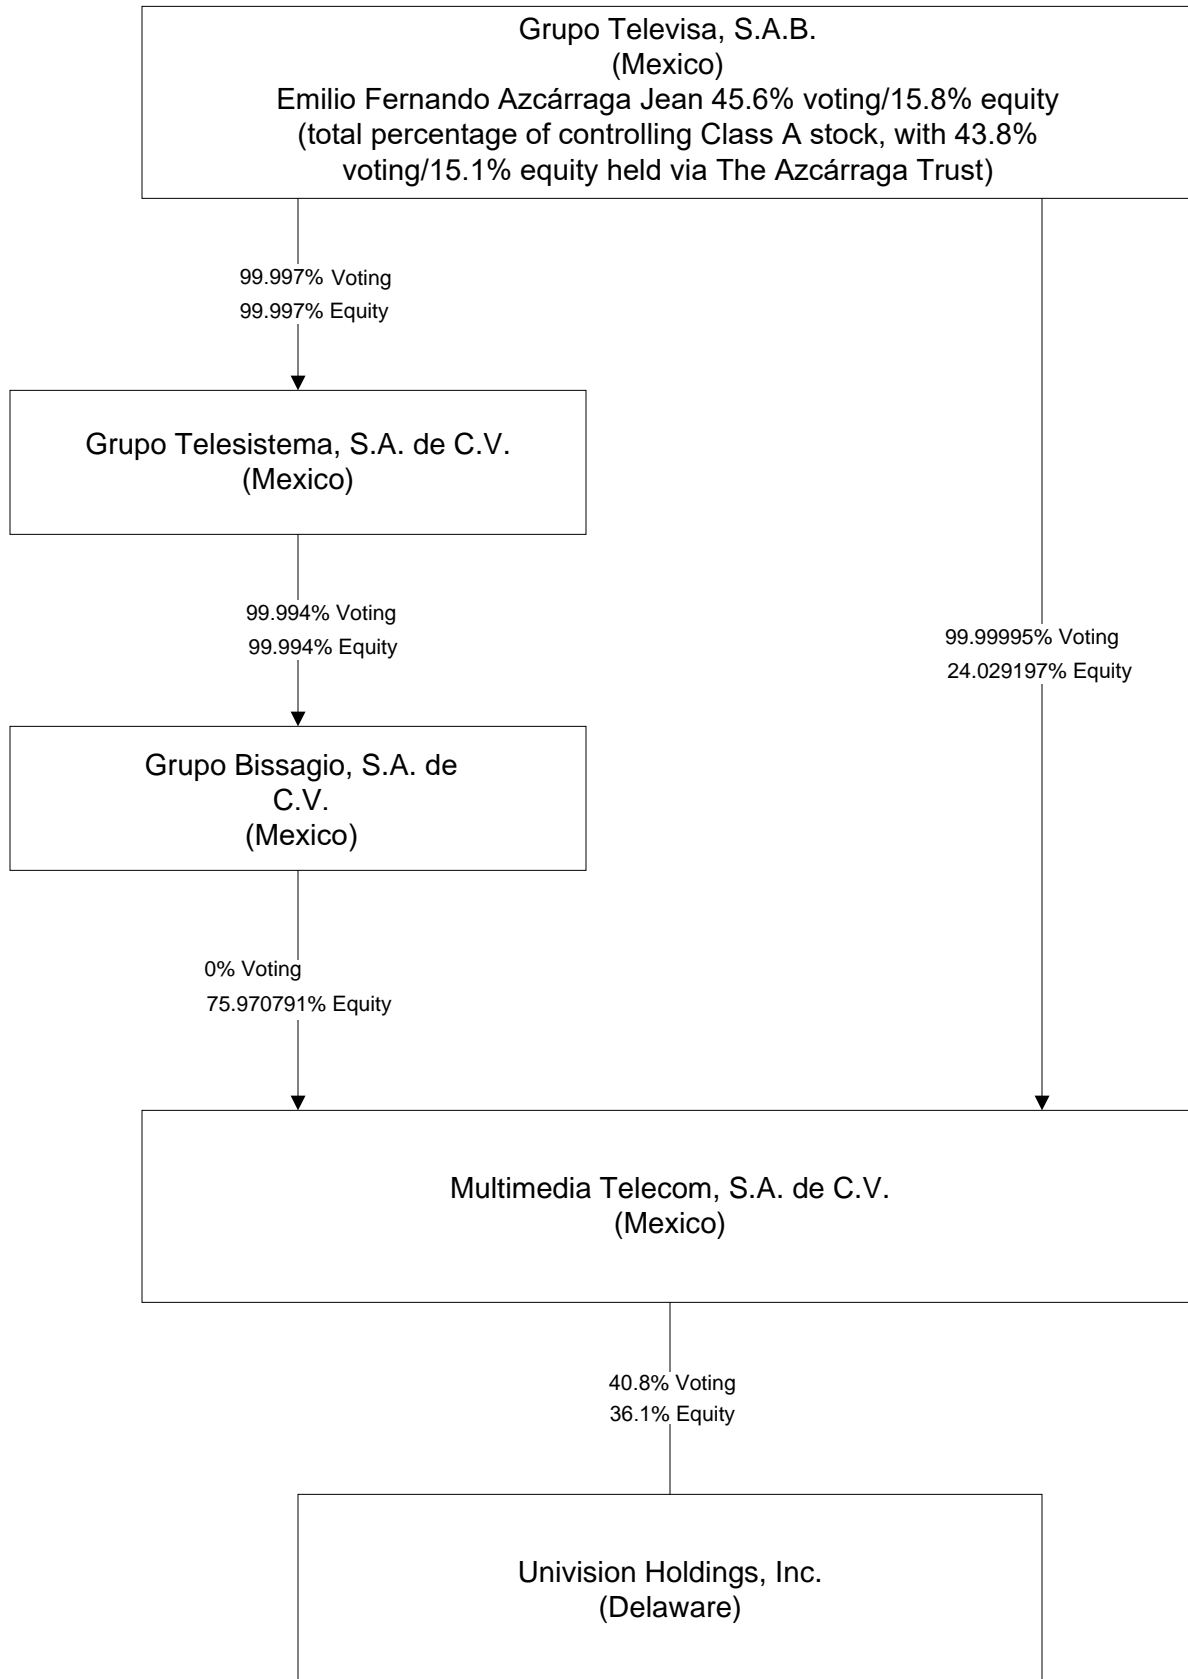 Grupo Televisa, S.A.B.
(Mexico)
Emilio Fernando Azcárraga Jean 45.6% voting/15.8% equity
(total percentage of controlling Class A stock, with 43.8%
voting/15.1% equity held via The Azcárraga Trust)
99.997% Voting
99.997% Equity
Grupo Telesistema, S.A. de C.V.
(Mexico)
99.994% Voting
99.994% Equity
99.99995% Voting
24.029197% Equity
Grupo Bissagio, S.A. de
C.V.
(Mexico)
0% Voting
75.970791% Equity
Multimedia Telecom, S.A. de C.V.
(Mexico)
40.8% Voting
36.1% Equity
Univision Holdings, Inc.
(Delaware)